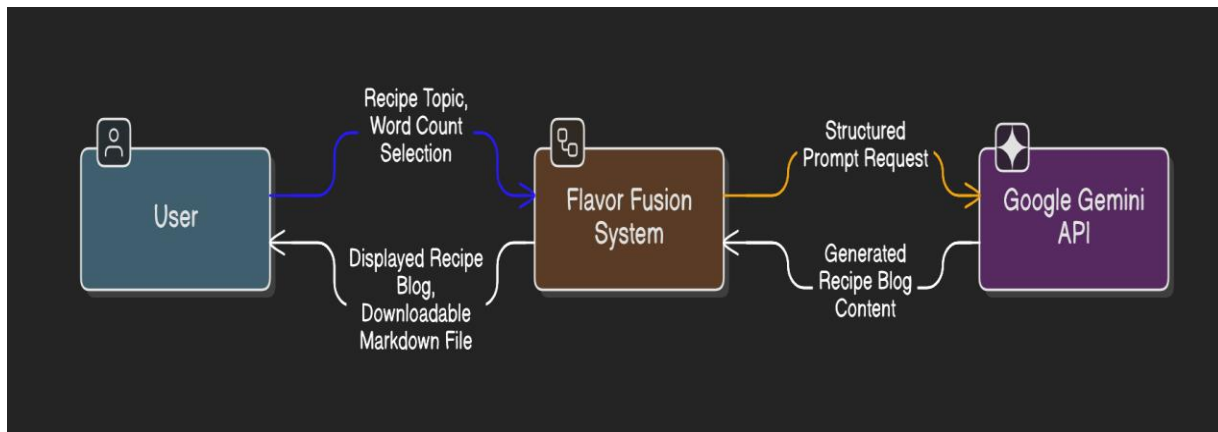 Recipe Topic,
Word Count
Selection
Structured
Prompt Request
User
Flavor Fusion
System
Google Gemini
API
Displayed Recipe
Blog,
Downloadable
Markdown File
Generated
Recipe Blog
Content